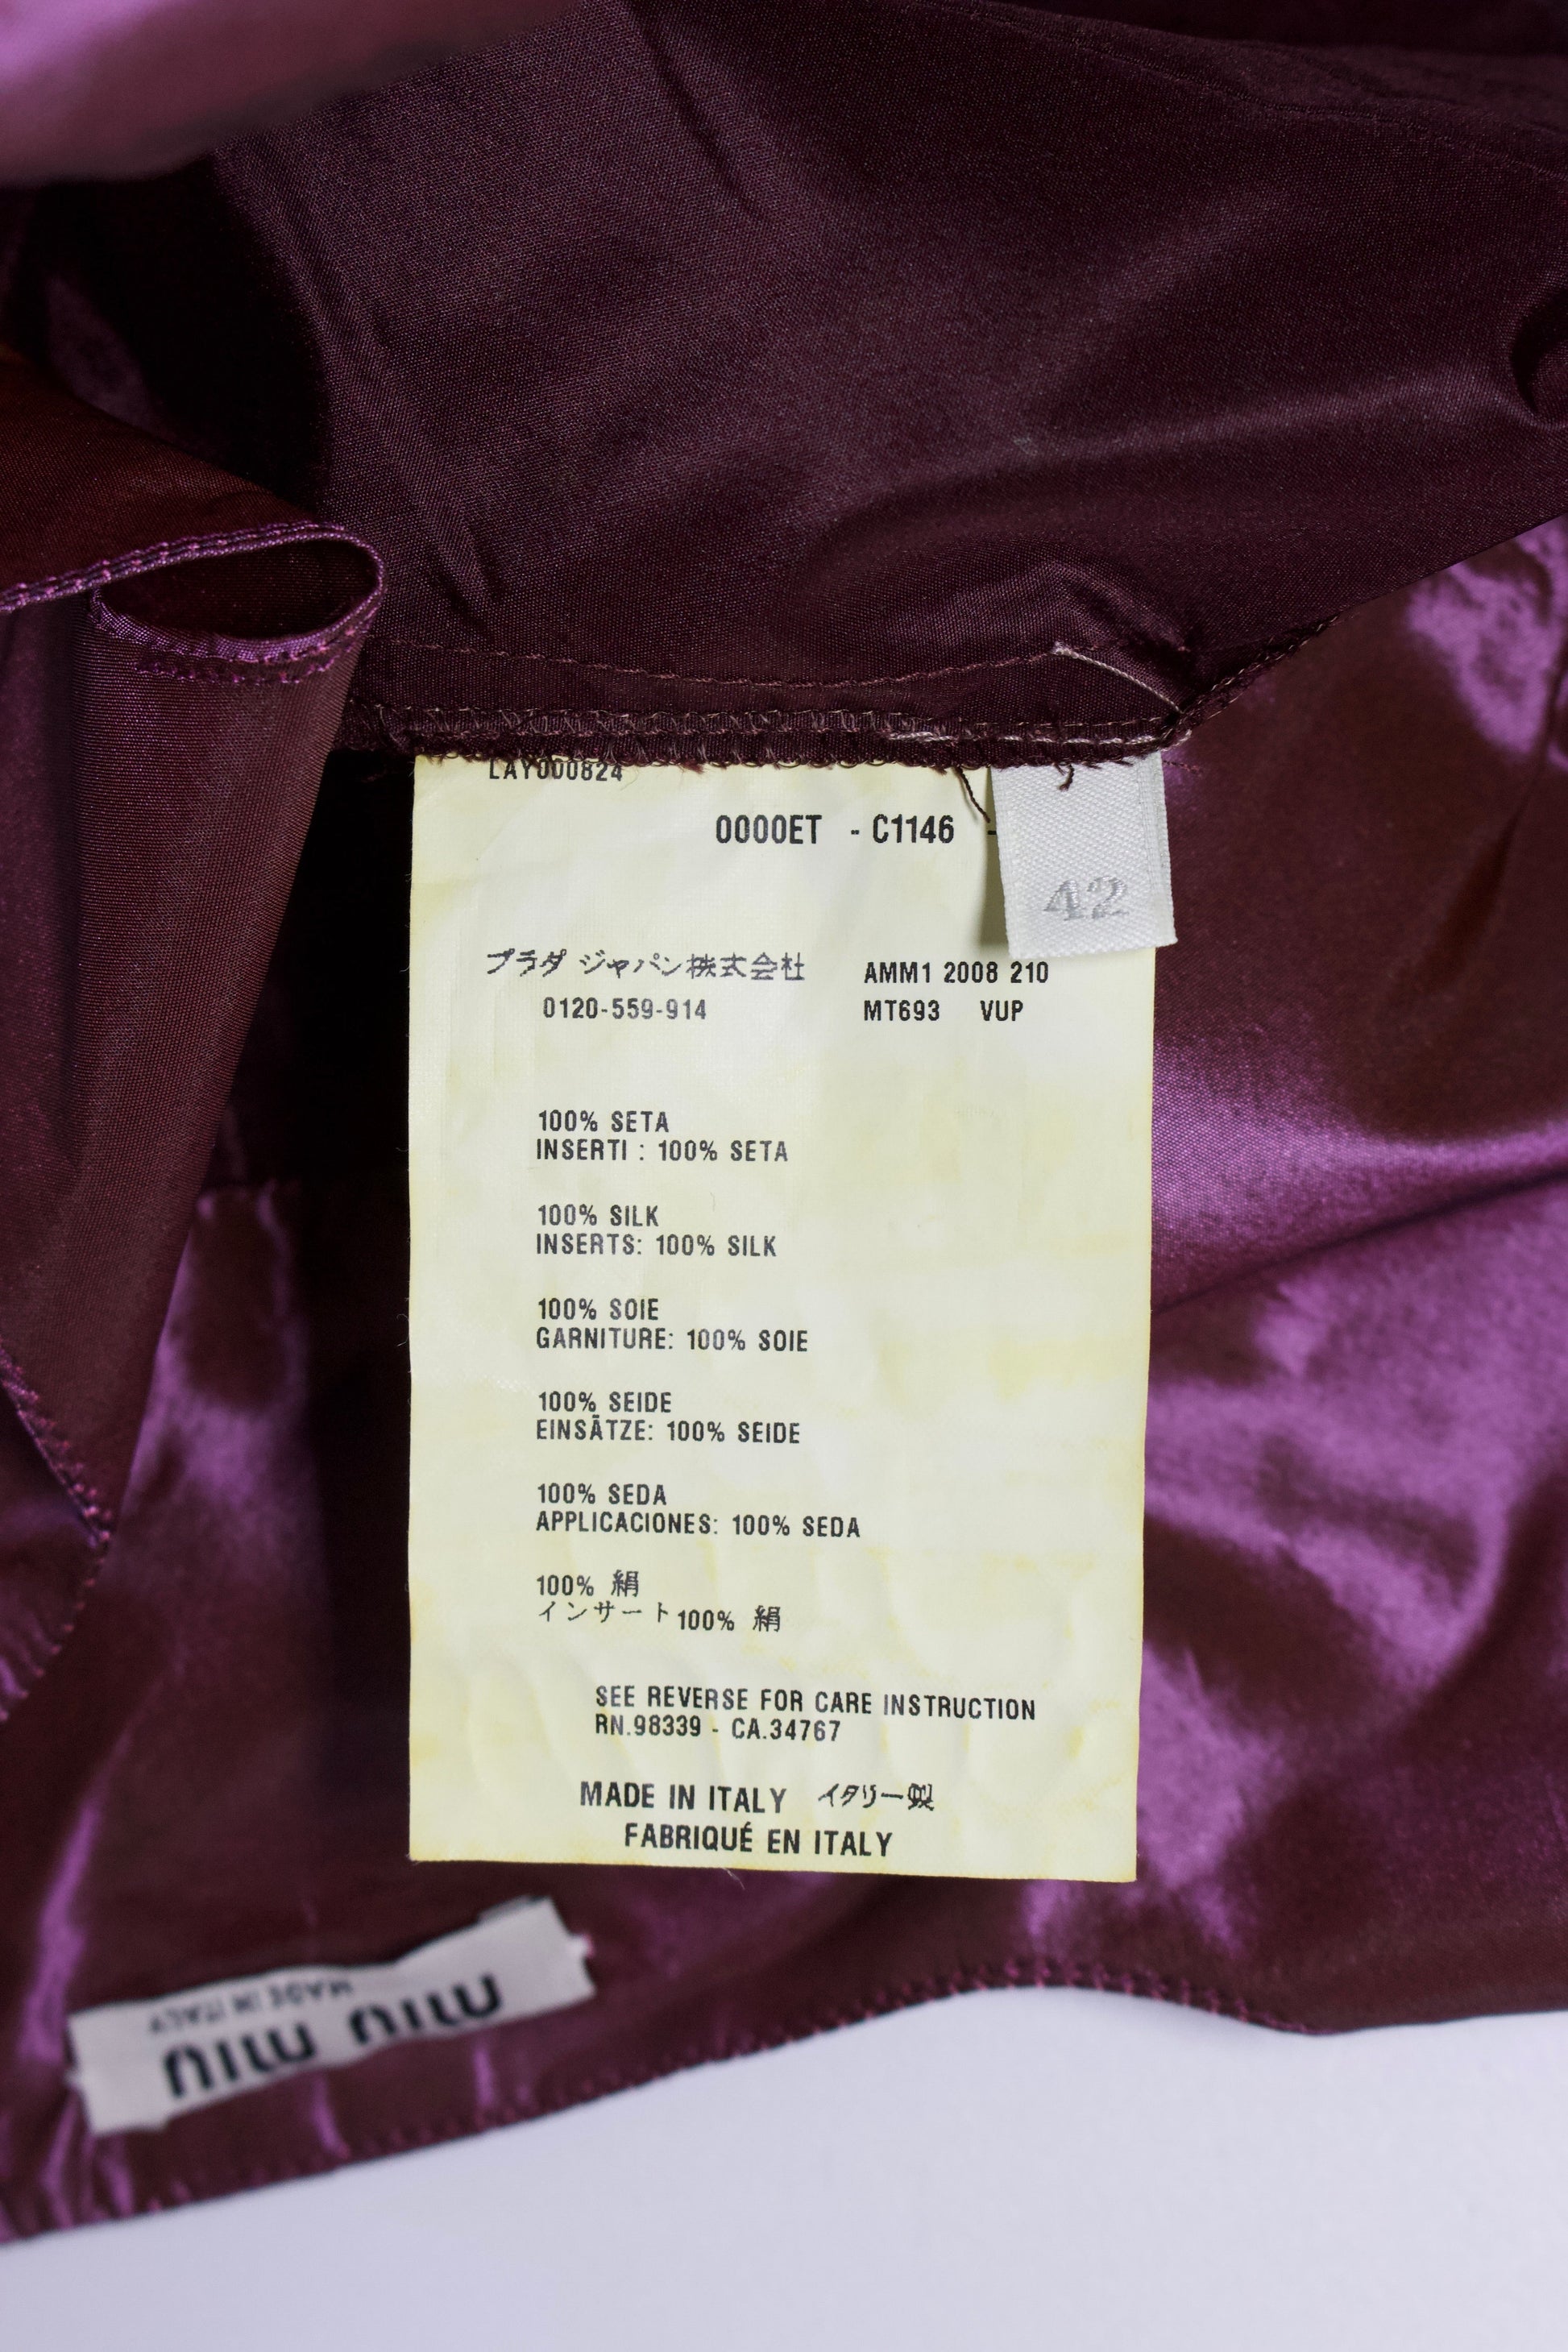 LAY000824
0000ET - C1146 -
42
プラダ ジャパン株式会社
0120-559-914
AMM1 2008 210
MT693 VUP
100% SETA
INSERTI : 100% SETA
100% SILK
INSERTS: 100% SILK
100% SOIE
GARNITURE: 100% SOIE
100% SEIDE
EINSÄTZE: 100% SEIDE
100% SEDA
APPLICACIONES: 100% SEDA
100% 絹
インサート 100% 絹
SEE REVERSE FOR CARE INSTRUCTION
RN.98339 - CA.34767
MADE IN ITALY イタリー製
FABRIQUÉ EN ITALY
MIU MIU
MADE IN ITALY